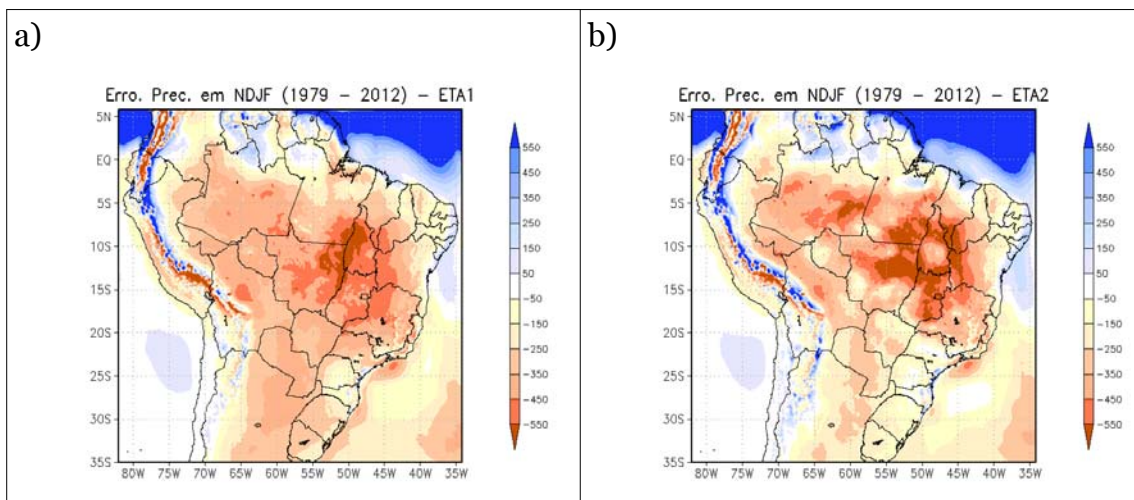 a)
Erro. Prec. em NDJF (1979 - 2012) - ETA1
5N
EQ
5S
10S
15S
20S
25S
30S
35S
80W 75W 70W 65W 60W 55W 50W 45W 40W 35W
550
450
350
250
150
50
-50
-150
-250
-350
-450
-550
b)
Erro. Prec. em NDJF (1979 - 2012) - ETA2
5N
EQ
5S
10S
15S
20S
25S
30S
35S
80W 75W 70W 65W 60W 55W 50W 45W 40W 35W
550
450
350
250
150
50
-50
-150
-250
-350
-450
-550